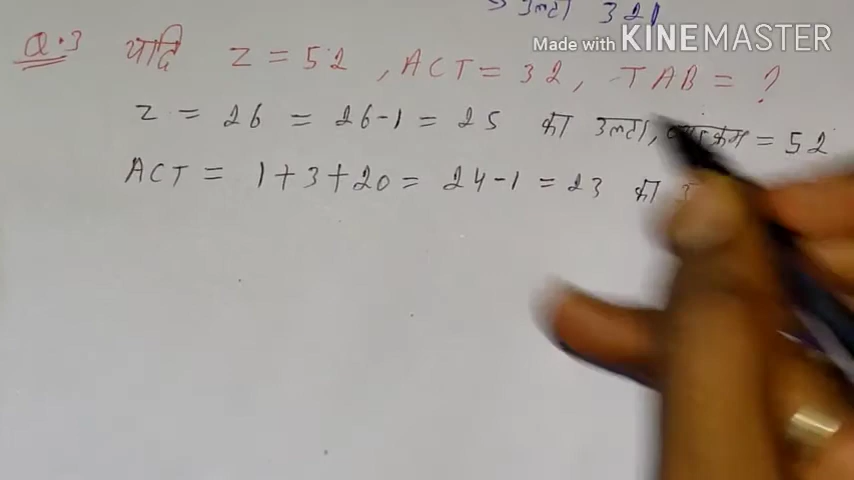 उल्टा 321
Made with KINEMASTER
Q.3 यदि Z = 52 , ACT = 32, TAB = ?
Z = 26 = 26-1 = 25 का उल्टा, = 52
ACT = 1+3+20 = 24-1 = 23 का उ